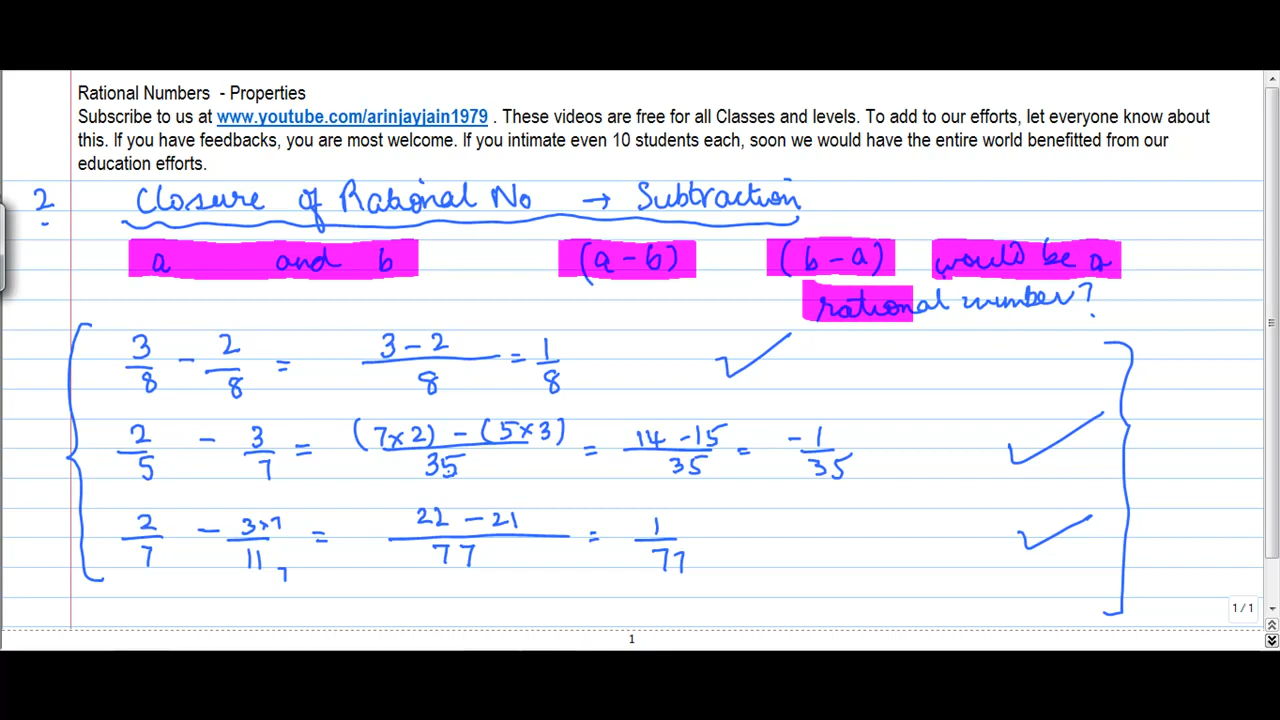 Rational Numbers - Properties
Subscribe to us at www.youtube.com/arinjayjain1979 . These videos are free for all Classes and levels. To add to our efforts, let everyone know about
this. If you have feedbacks, you are most welcome. If you intimate even 10 students each, soon we would have the entire world benefitted from our
education efforts.
2. Closure of Rational No → Subtraction
a and b (a - b) (b - a) would be a
rational number?
3/8 - 2/8 = (3 - 2)/8 = 1/8 ✓
2/5 - 3/7 = ((7×2) - (5×3))/35 = (14 - 15)/35 = -1/35 ✓
2/7 - (3×7)/(11 7) = (22 - 21)/77 = 1/77 ✓
1 / 1
1